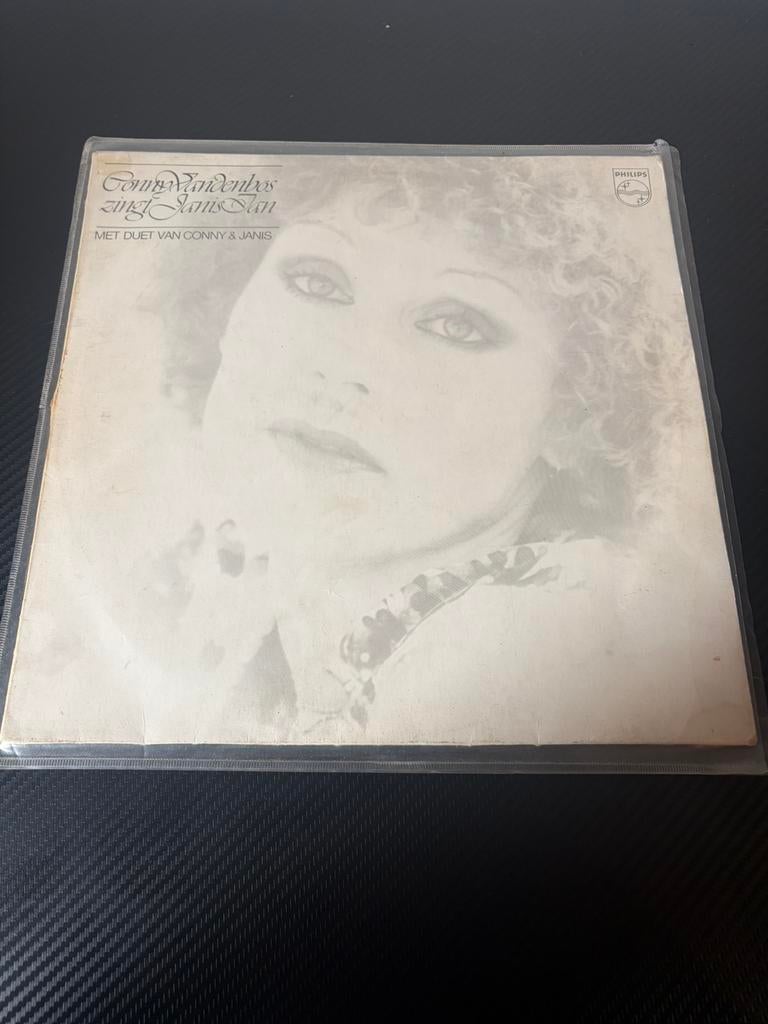 Conny Vandenbos
zingt Janis Ian
MET DUET VAN CONNY & JANIS
PHILIPS